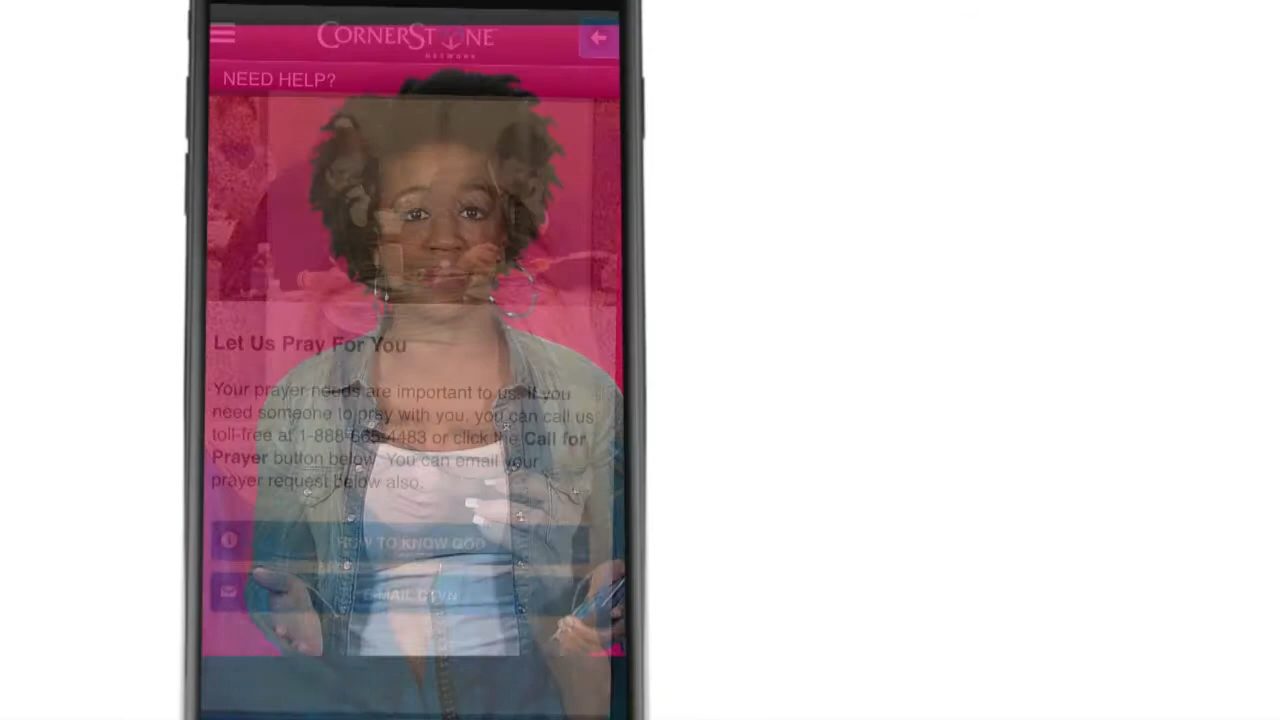 CORNERSTONE
NETWORK
NEED HELP?
Let Us Pray For You
Your prayer needs are important to us. If you
need someone to pray with you, you can call us
toll-free at 1-888-665-4483 or click the Call for
Prayer button below. You can email your
prayer request below also.
HOW TO KNOW GOD
E-MAIL CTVN